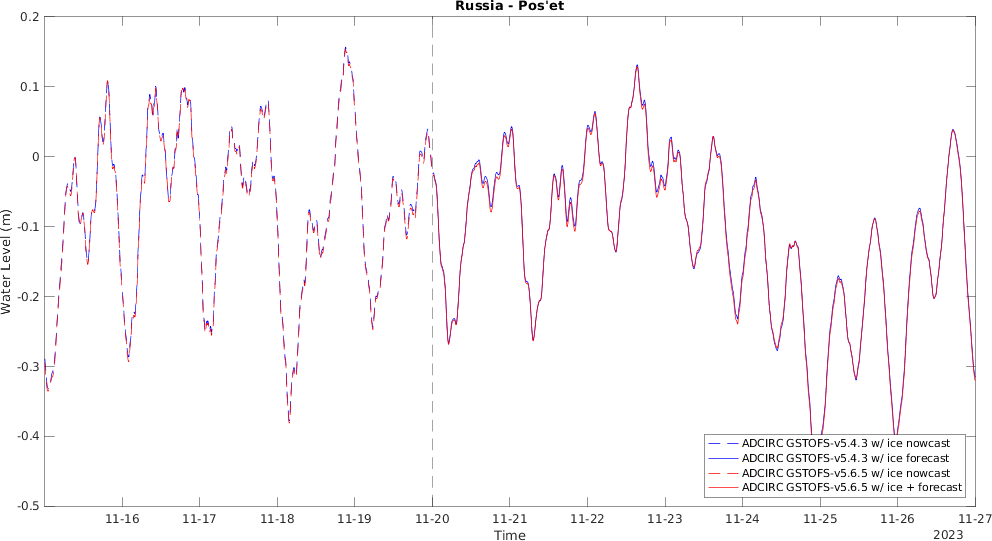 Russia - Pos'et
0.2
0.1
0
-0.1
-0.2
-0.3
-0.4
-0.5
Water Level (m)
ADCIRC GSTOFS-v5.4.3 w/ ice nowcast
ADCIRC GSTOFS-v5.4.3 w/ ice forecast
ADCIRC GSTOFS-v5.6.5 w/ ice nowcast
ADCIRC GSTOFS-v5.6.5 w/ ice + forecast
11-16 11-17 11-18 11-19 11-20 11-21 11-22 11-23 11-24 11-25 11-26 11-27
Time
2023